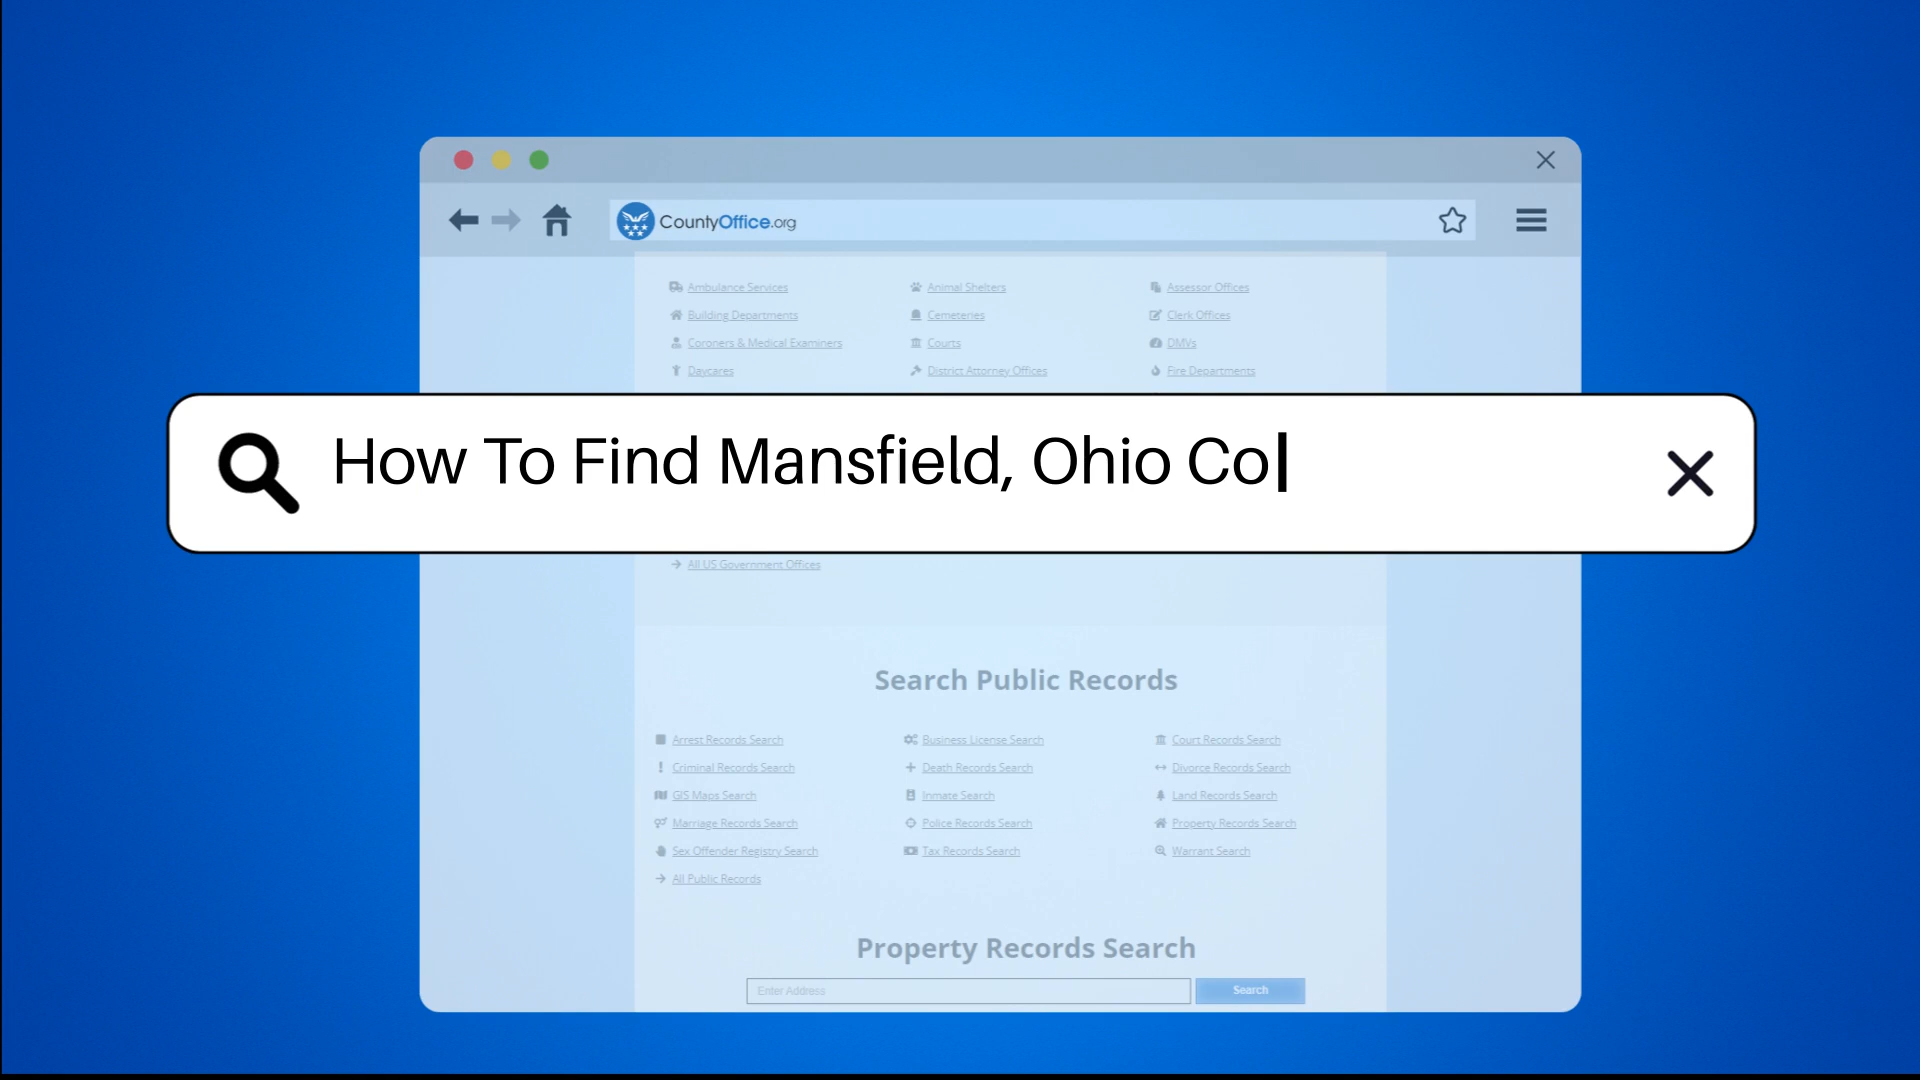 CountyOffice.org
Ambulance Services Animal Shelters Assessor Offices
Building Departments Cemeteries Clerk Offices
Coroners & Medical Examiners Courts DMVs
Daycares District Attorney Offices Fire Departments
How To Find Mansfield, Ohio Co
All US Government Offices
Search Public Records
Arrest Records Search Business License Search Court Records Search
Criminal Records Search Death Records Search Divorce Records Search
GIS Maps Search Inmate Search Land Records Search
Marriage Records Search Police Records Search Property Records Search
Sex Offender Registry Search Tax Records Search Warrant Search
All Public Records
Property Records Search
Enter Address Search